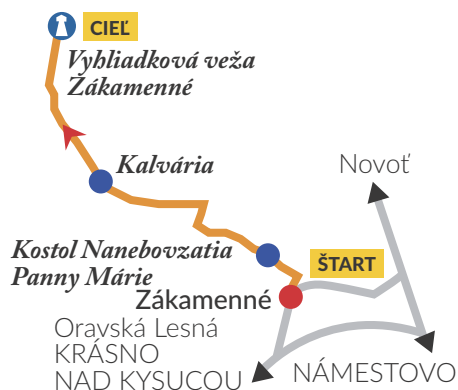 CIEĽ
Vyhliadková veža
Zákamenné
Kalvária
Novoť
Kostol Nanebovzatia
Panny Márie
ŠTART
Zákamenné
Oravská Lesná
KRÁSNO
NAD KYSUCOU
NÁMESTOVO